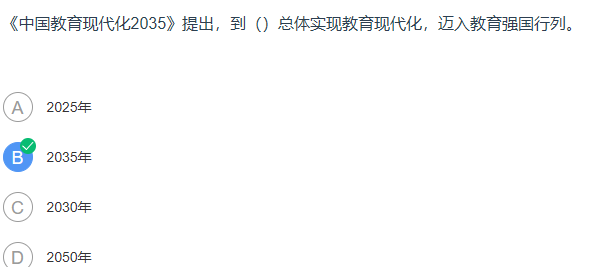 《中国教育现代化2035》提出，到（）总体实现教育现代化，迈入教育强国行列。
A 2025年
B 2035年
C 2030年
D 2050年